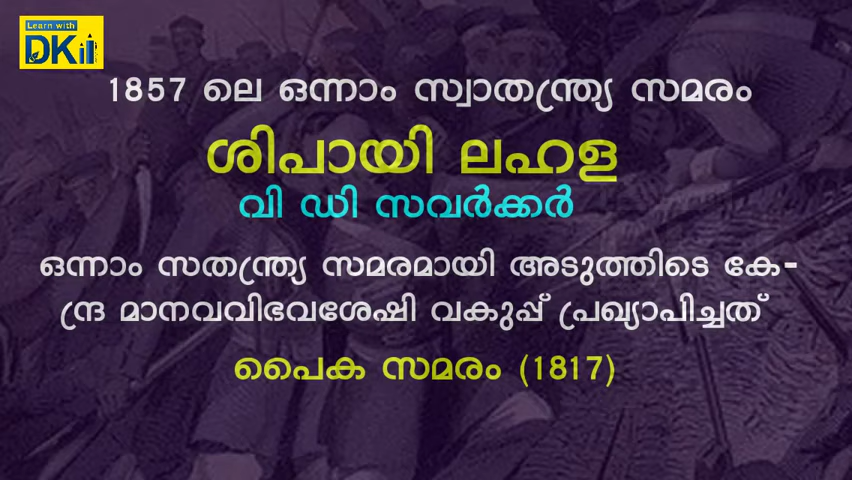 Learn with
DK
1857 ലെ ഒന്നാം സ്വാതന്ത്ര്യ സമരം
ശിപായി ലഹള
വി ഡി സവർക്കർ
ഒന്നാം സതന്ത്ര്യ സമരമായി അടുത്തിടെ കേ-
ന്ദ്ര മാനവവിഭവശേഷി വകുപ്പ് പ്രഖ്യാപിച്ചത്
പൈക സമരം (1817)